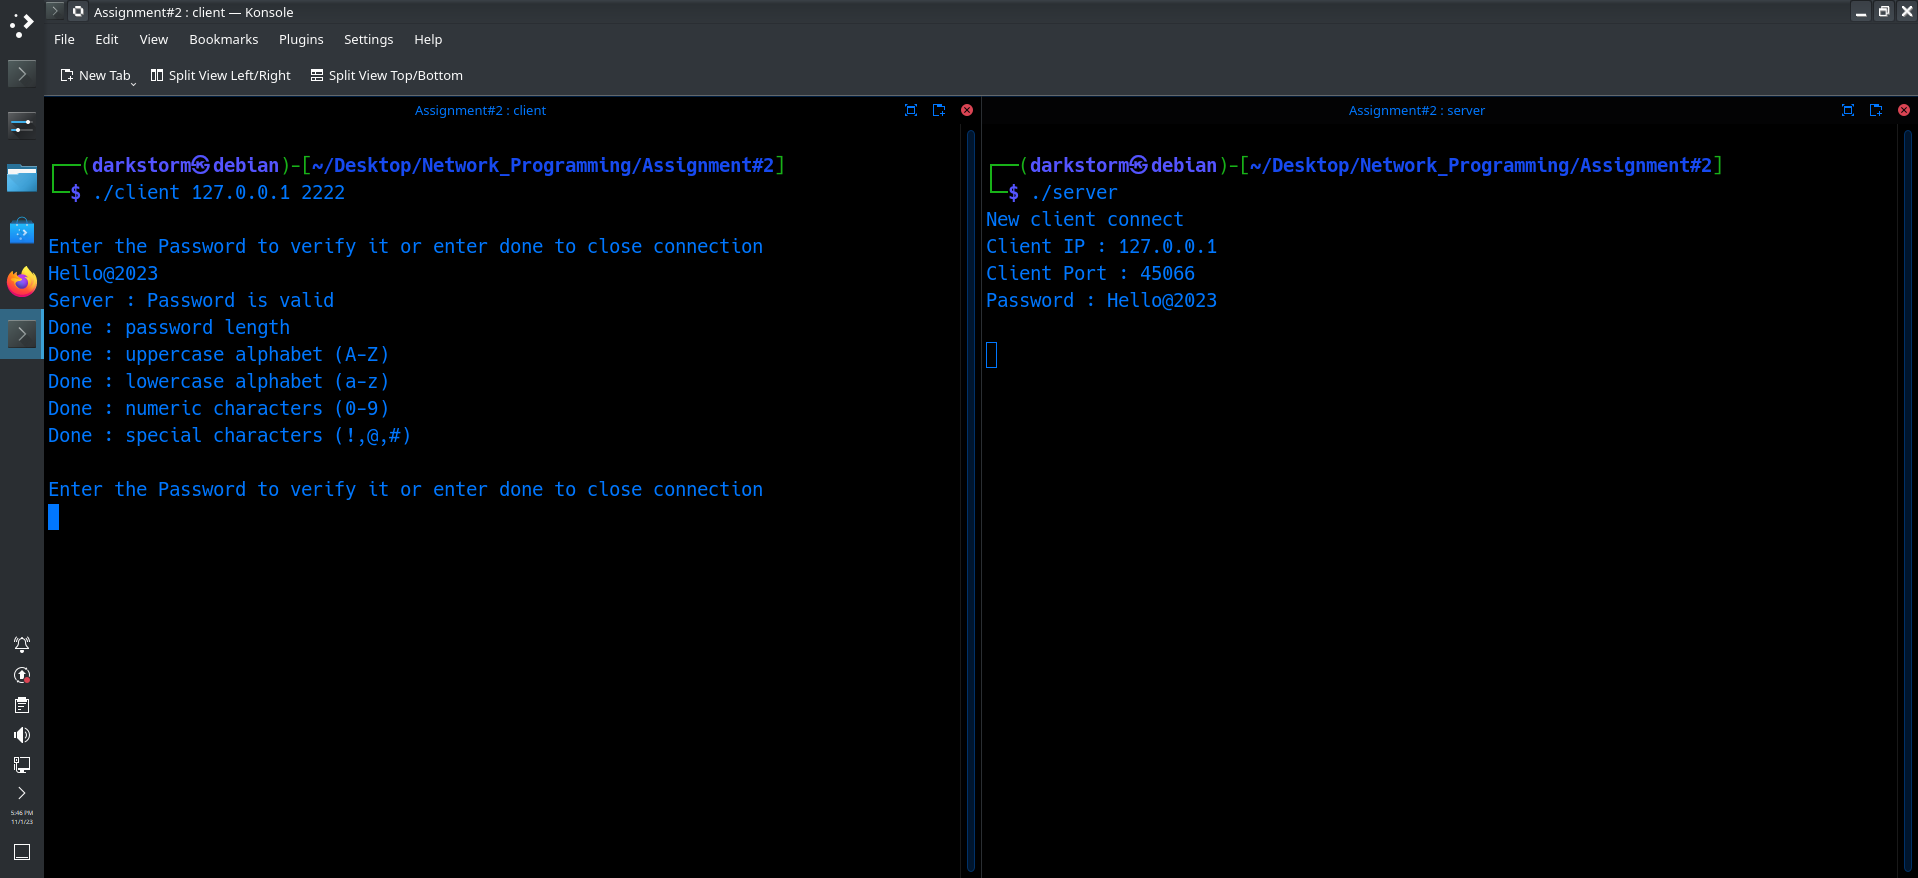 Assignment#2 : client — Konsole
File Edit View Bookmarks Plugins Settings Help
New Tab Split View Left/Right Split View Top/Bottom
Assignment#2 : client
(darkstorm㉿debian)-[~/Desktop/Network_Programming/Assignment#2]
$ ./client 127.0.0.1 2222
Enter the Password to verify it or enter done to close connection
Hello@2023
Server : Password is valid
Done : password length
Done : uppercase alphabet (A-Z)
Done : lowercase alphabet (a-z)
Done : numeric characters (0-9)
Done : special characters (!,@,#)
Enter the Password to verify it or enter done to close connection
Assignment#2 : server
(darkstorm㉿debian)-[~/Desktop/Network_Programming/Assignment#2]
$ ./server
New client connect
Client IP : 127.0.0.1
Client Port : 45066
Password : Hello@2023
5:46 PM
11/1/23